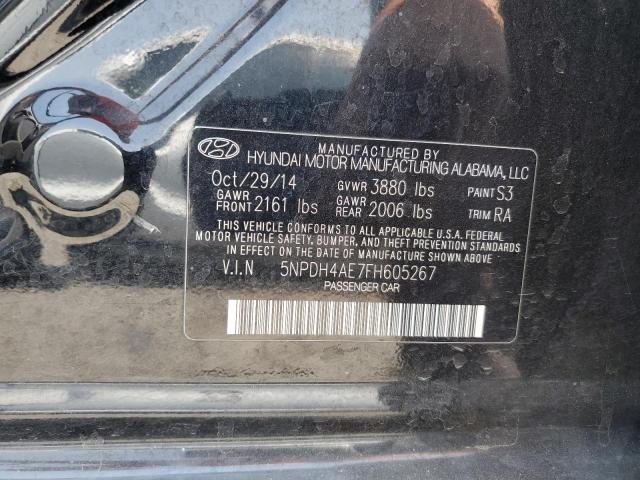 MANUFACTURED BY
HYUNDAI MOTOR MANUFACTURING ALABAMA, LLC
Oct/29/14 GVWR 3880 lbs PAINT S3
GAWR FRONT 2161 lbs GAWR REAR 2006 lbs TRIM RA
THIS VEHICLE CONFORMS TO ALL APPLICABLE U.S.A. FEDERAL
MOTOR VEHICLE SAFETY, BUMPER, AND THEFT PREVENTION STANDARDS
IN EFFECT ON THE DATE OF MANUFACTURE SHOWN ABOVE.
V.I.N 5NPDH4AE7FH605267
PASSENGER CAR